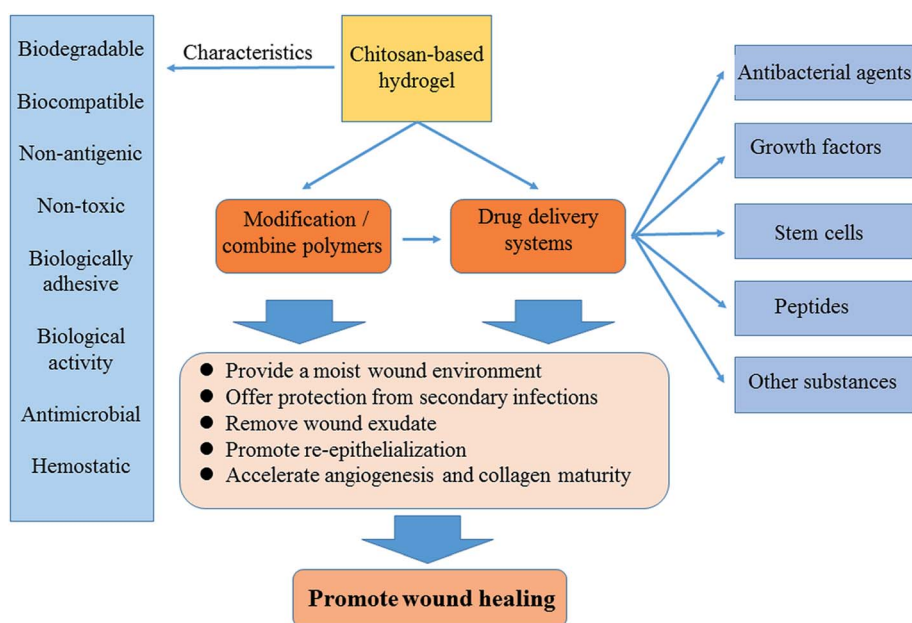 Biodegradable
Biocompatible
Non-antigenic
Non-toxic
Biologically
adhesive
Biological
activity
Antimicrobial
Hemostatic
Characteristics
Chitosan-based
hydrogel
Modification /
combine polymers
Drug delivery
systems
Antibacterial agents
Growth factors
Stem cells
Peptides
Other substances
● Provide a moist wound environment
● Offer protection from secondary infections
● Remove wound exudate
● Promote re-epithelialization
● Accelerate angiogenesis and collagen maturity
Promote wound healing